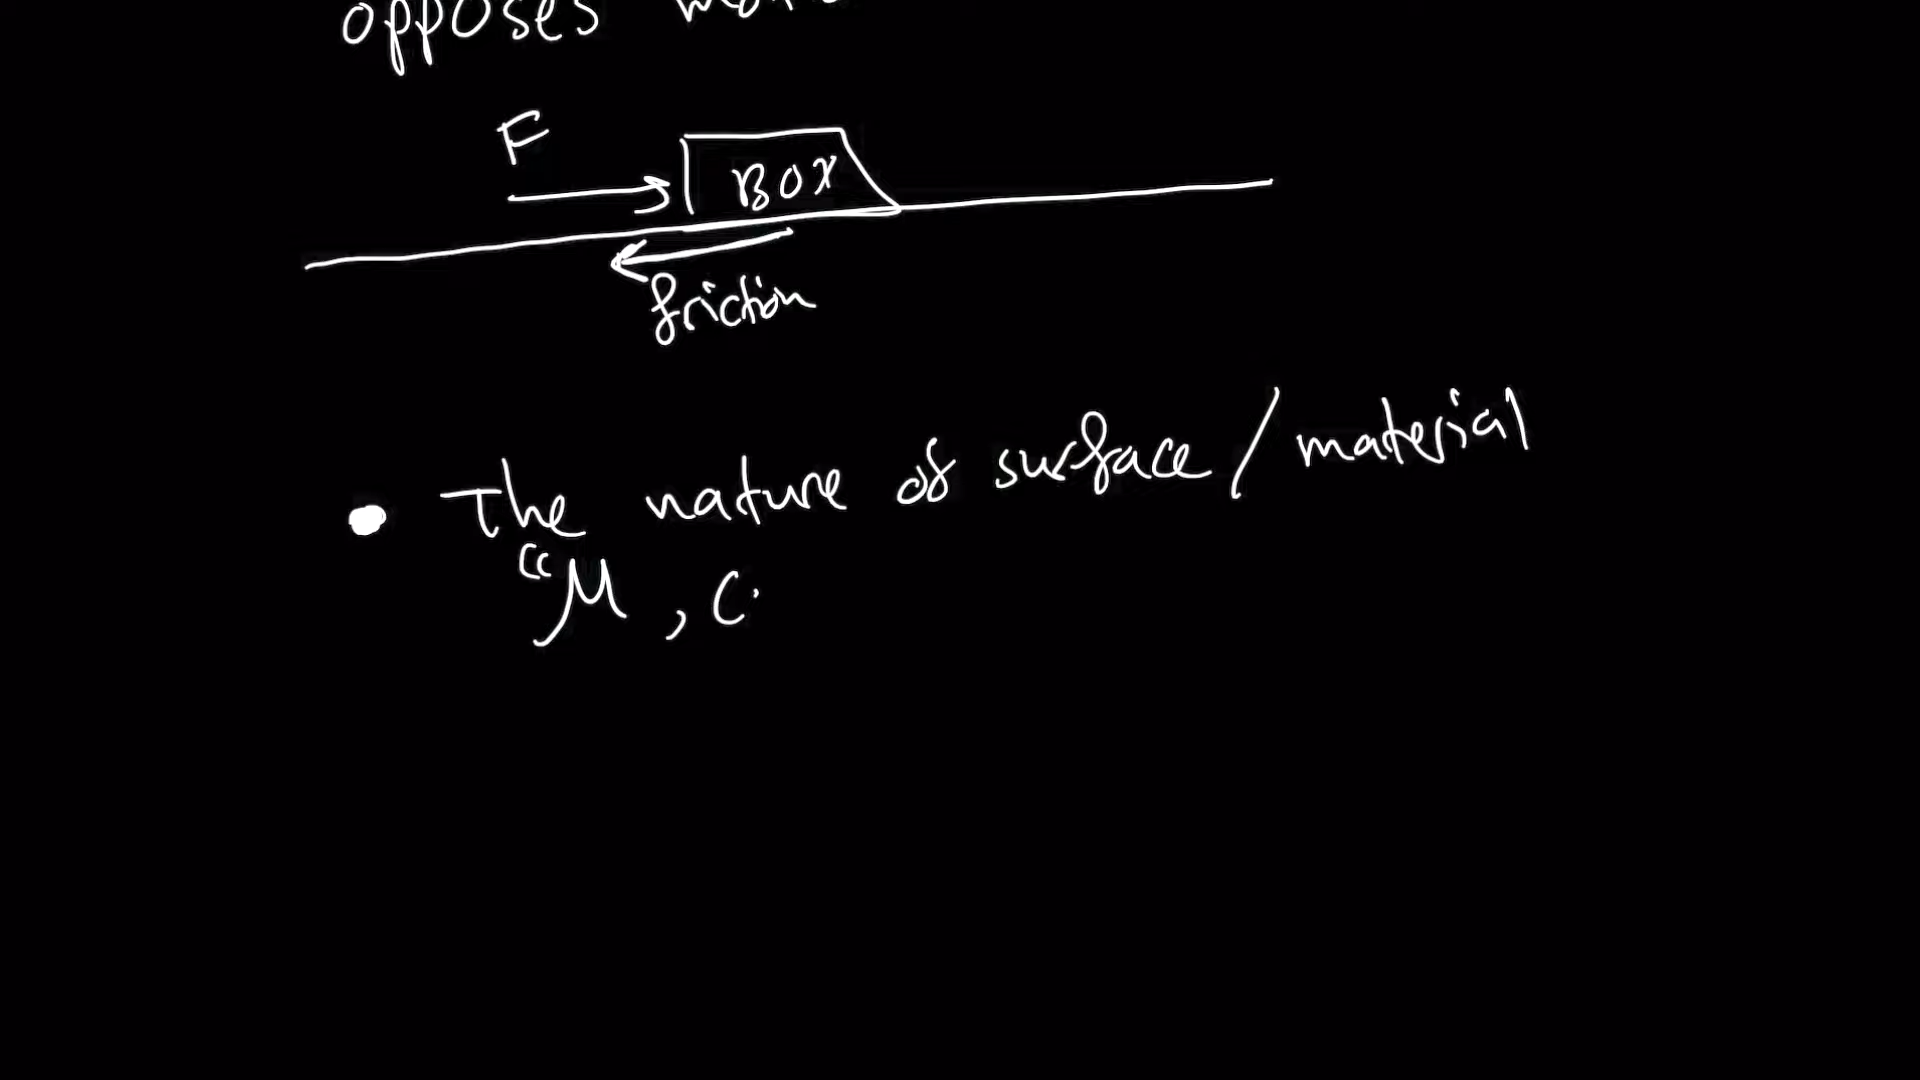 opposes
F
BOX
friction
• The nature of surface/material
“μ, c